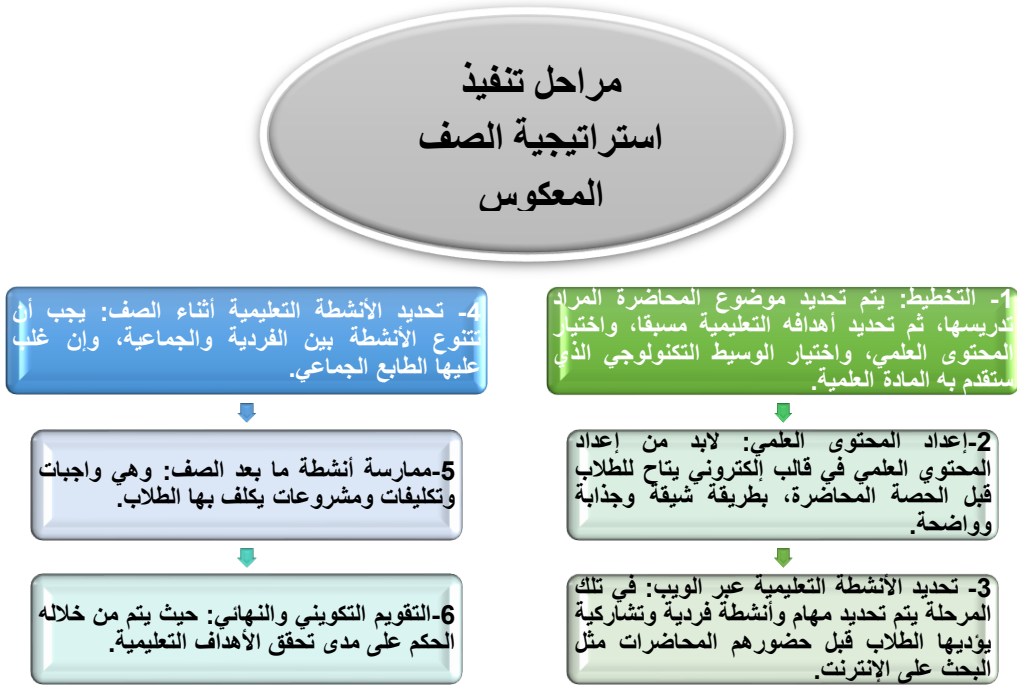 مراحل تنفيذ
استراتيجية الصف
المعكوس
1- التخطيط: يتم تحديد موضوع المحاضرة المراد
تدريسها، ثم تحديد أهدافه التعليمية مسبقا، واختيار
المحتوى العلمي، واختيار الوسيط التكنولوجي الذي
ستقدم به المادة العلمية.
2-إعداد المحتوى العلمي: لابد من إعداد
المحتوي العلمي في قالب إلكتروني يتاح للطلاب
قبل الحصة المحاضرة، بطريقة شيقة وجذابة
وواضحة.
3- تحديد الأنشطة التعليمية عبر الويب: في تلك
المرحلة يتم تحديد مهام وأنشطة فردية وتشاركية
يؤديها الطلاب قبل حضورهم المحاضرات مثل
البحث على الإنترنت.
4- تحديد الأنشطة التعليمية أثناء الصف: يجب أن
تتنوع الأنشطة بين الفردية والجماعية، وإن غلب
عليها الطابع الجماعي.
5-ممارسة أنشطة ما بعد الصف: وهي واجبات
وتكليفات ومشروعات يكلف بها الطلاب.
6-التقويم التكويني والنهائي: حيث يتم من خلاله
الحكم على مدى تحقق الأهداف التعليمية.